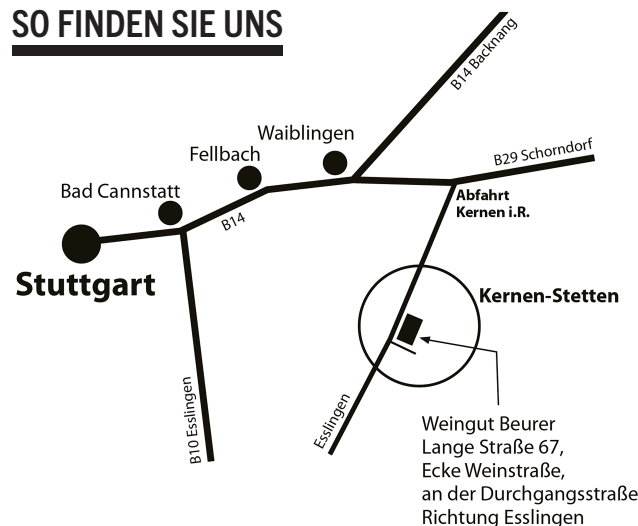 SO FINDEN SIE UNS
B14 Backnang
Waiblingen
Fellbach
B29 Schorndorf
Bad Cannstatt
Abfahrt
Kernen i.R.
B14
Stuttgart
Kernen-Stetten
B10 Esslingen
Esslingen
Weingut Beurer
Lange Straße 67,
Ecke Weinstraße,
an der Durchgangsstraße
Richtung Esslingen